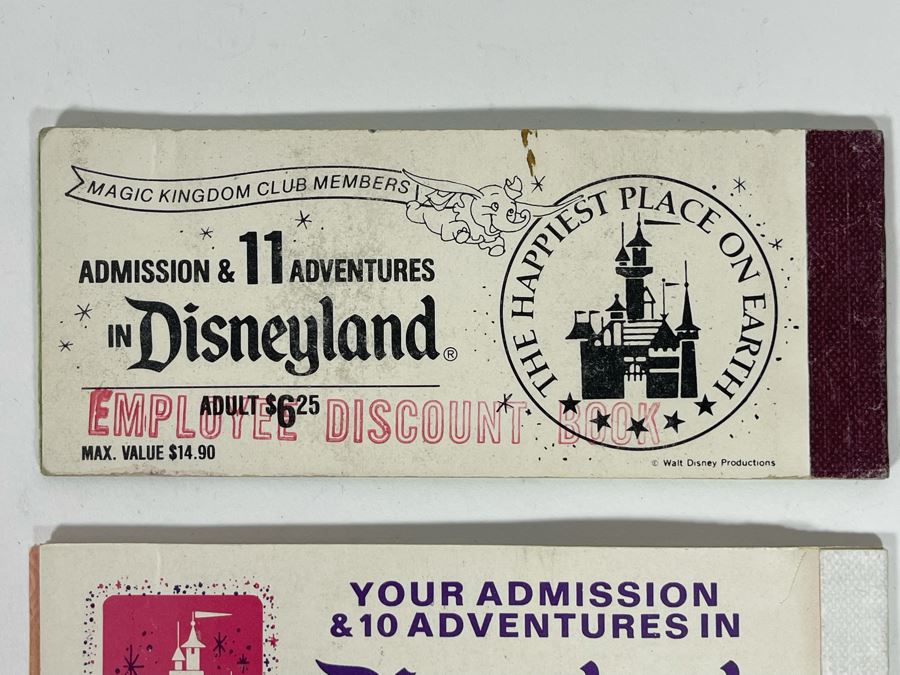 MAGIC KINGDOM CLUB MEMBERS
ADMISSION & 11 ADVENTURES
IN Disneyland®
ADULT $6.25
EMPLOYEE DISCOUNT BOOK
MAX. VALUE $14.90
THE HAPPIEST PLACE ON EARTH
© Walt Disney Productions
YOUR ADMISSION
& 10 ADVENTURES IN